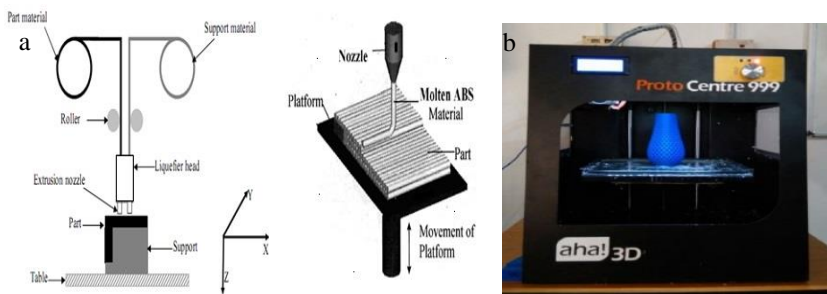 a
Part material
Support material
Roller
Liquefier head
Extrusion nozzle
Part
Support
Table
Y
X
Z
Nozzle
Platform
Molten ABS
Material
Part
Movement of
Platform
b
Proto Centre 999
aha! 3D